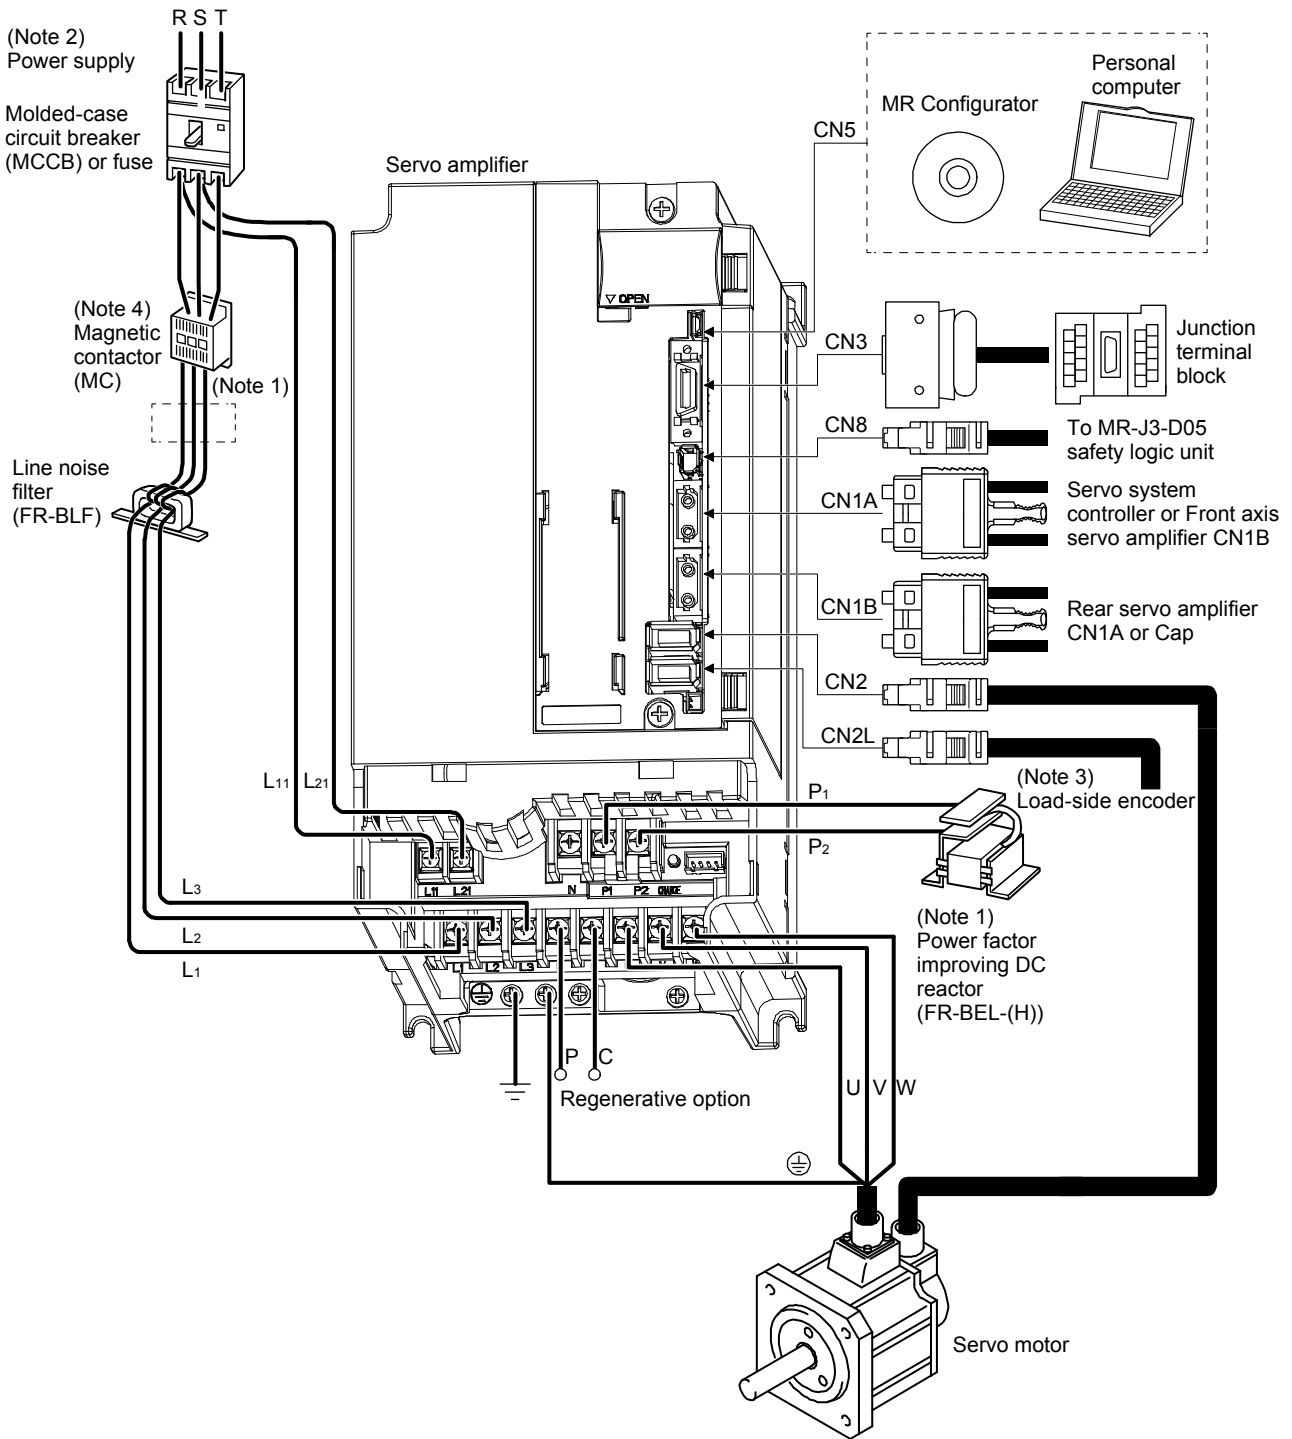 R S T
(Note 2)
Power supply
Molded-case
circuit breaker
(MCCB) or fuse
Servo amplifier
Personal
computer
MR Configurator
CN5
▽ OPEN
(Note 4)
Magnetic
contactor
(MC)
(Note 1)
CN3
Junction
terminal
block
CN8
To MR-J3-D05
safety logic unit
Line noise
filter
(FR-BLF)
CN1A
Servo system
controller or Front axis
servo amplifier CN1B
CN1B
Rear servo amplifier
CN1A or Cap
CN2
CN2L
(Note 3)
Load-side encoder
L11 L21
P1
P2
L11 L21
N P1 P2 CHARGE
L3
L2
L1
L2 L3
(Note 1)
Power factor
improving DC
reactor
(FR-BEL-(H))
P C
Regenerative option
U V W
Servo motor